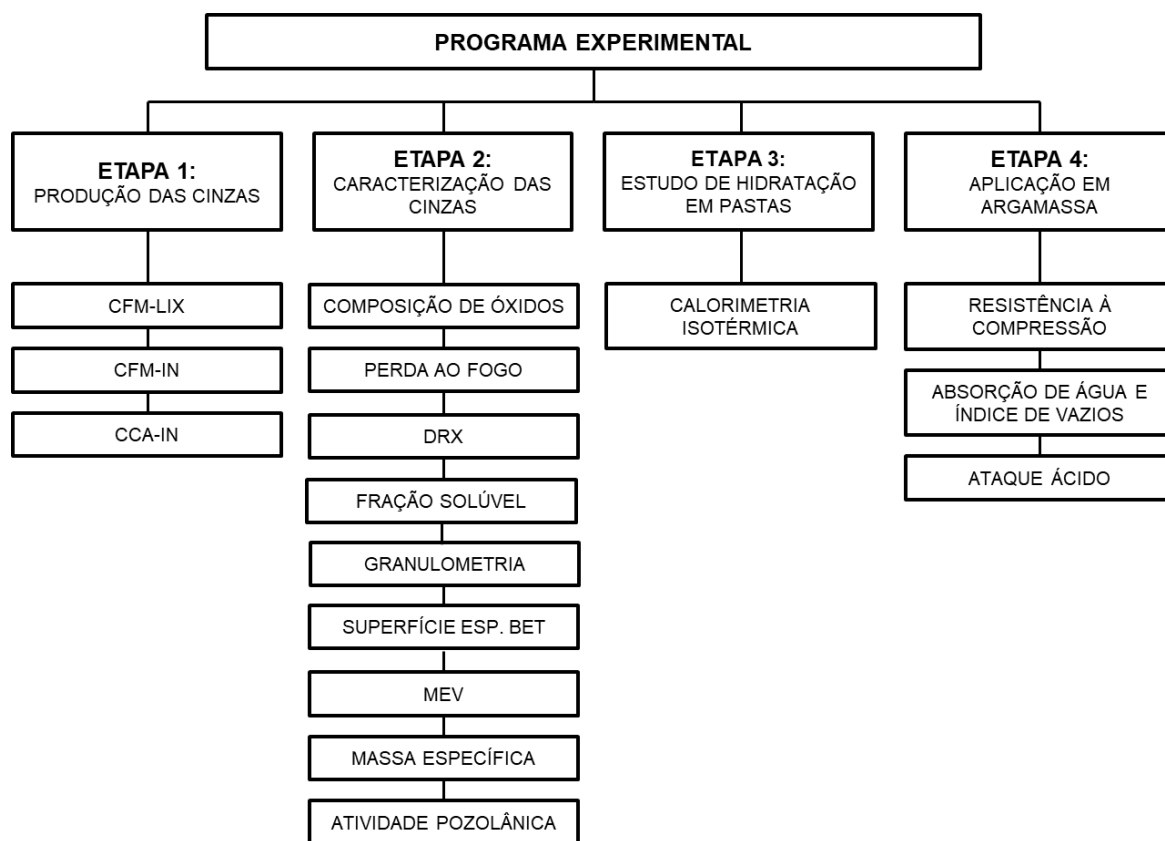 PROGRAMA EXPERIMENTAL
ETAPA 1:
PRODUÇÃO DAS CINZAS
CFM-LIX
CFM-IN
CCA-IN
ETAPA 2:
CARACTERIZAÇÃO DAS
CINZAS
COMPOSIÇÃO DE ÓXIDOS
PERDA AO FOGO
DRX
FRAÇÃO SOLÚVEL
GRANULOMETRIA
SUPERFÍCIE ESP. BET
MEV
MASSA ESPECÍFICA
ATIVIDADE POZOLÂNICA
ETAPA 3:
ESTUDO DE HIDRATAÇÃO
EM PASTAS
CALORIMETRIA
ISOTÉRMICA
ETAPA 4:
APLICAÇÃO EM
ARGAMASSA
RESISTÊNCIA À
COMPRESSÃO
ABSORÇÃO DE ÁGUA E
ÍNDICE DE VAZIOS
ATAQUE ÁCIDO